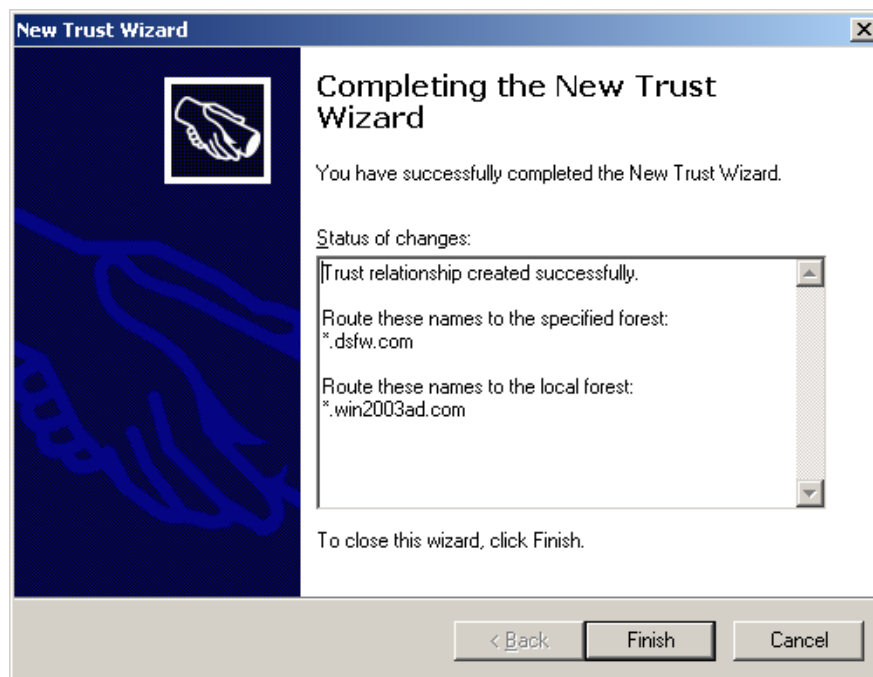 New Trust Wizard
Completing the New Trust
Wizard
You have successfully completed the New Trust Wizard.
Status of changes:
Trust relationship created successfully.
Route these names to the specified forest:
*.dsfw.com
Route these names to the local forest:
*.win2003ad.com
To close this wizard, click Finish.
< Back
Finish
Cancel